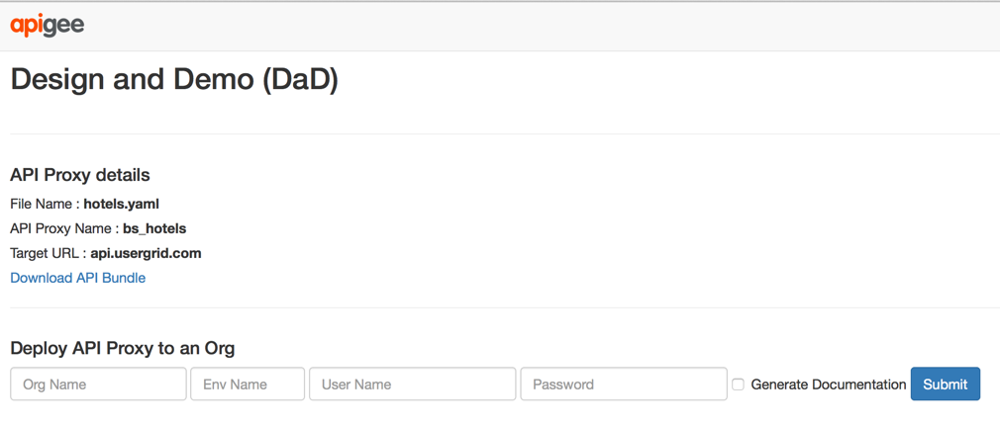 apigee
Design and Demo (DaD)
API Proxy details
File Name : hotels.yaml
API Proxy Name : bs_hotels
Target URL : api.usergrid.com
Download API Bundle
Deploy API Proxy to an Org
Org Name Env Name User Name Password Generate Documentation Submit